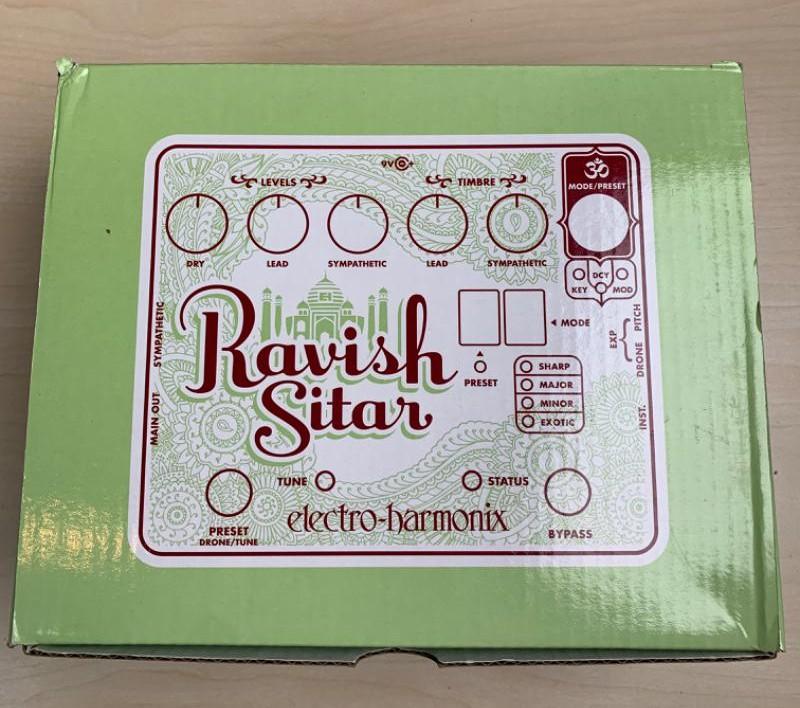 9V
LEVELS
TIMBRE
ॐ
MODE/PRESET
DRY
LEAD
SYMPATHETIC
LEAD
SYMPATHETIC
KEY
DCY
MOD
SYMPATHETIC
MAIN OUT
Ravish
Sitar
MODE
PRESET
EXP
PITCH
DRONE
INST.
SHARP
MAJOR
MINOR
EXOTIC
TUNE
STATUS
PRESET
DRONE/TUNE
electro-harmonix
BYPASS